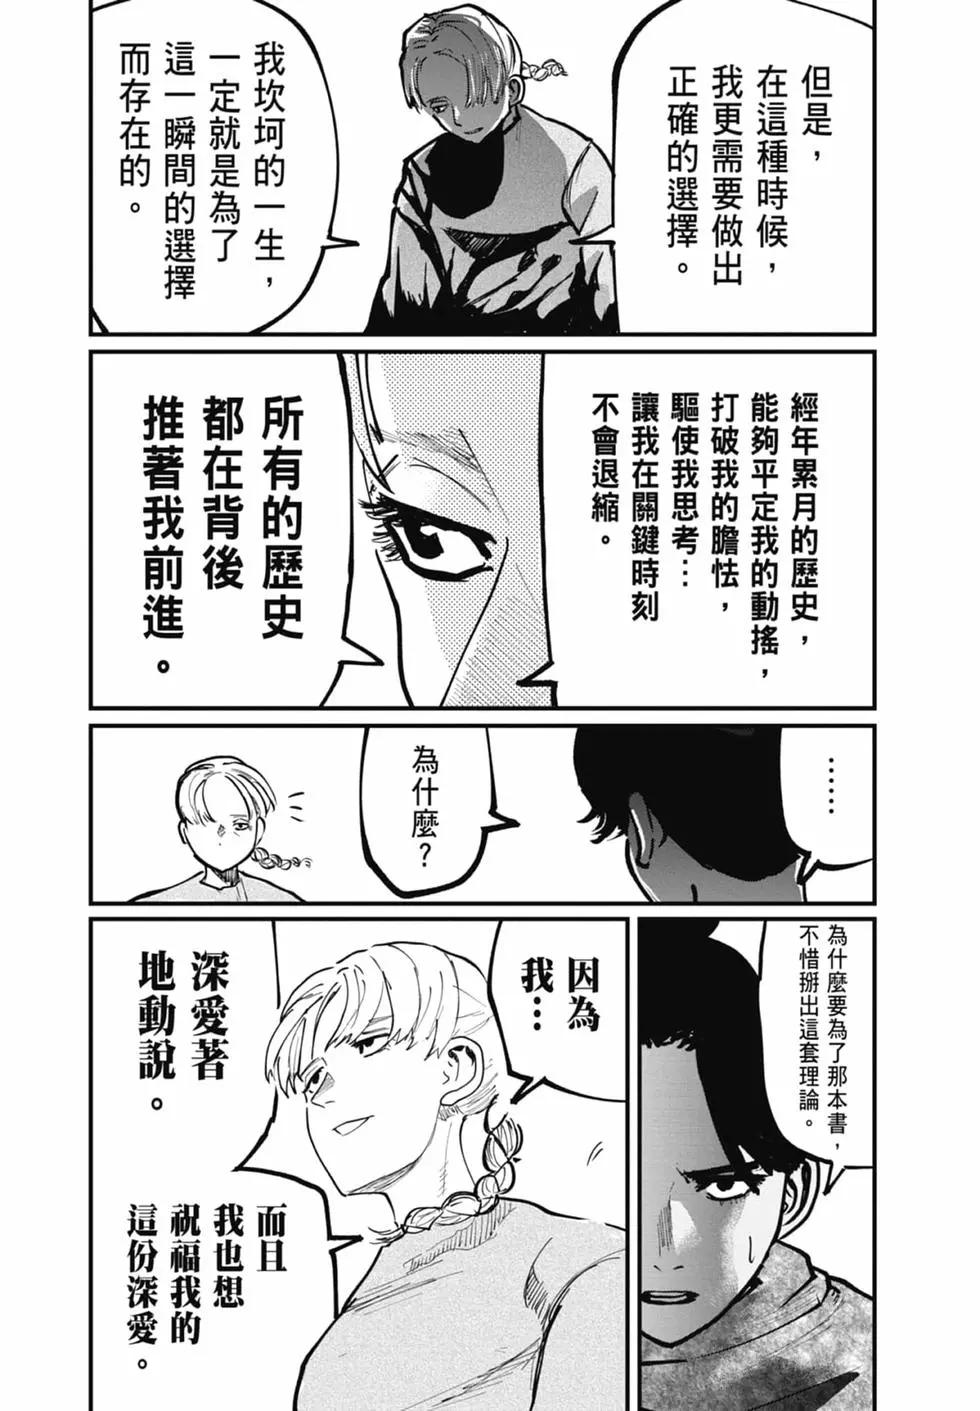 但是，
在這種時候，
我更需要做出
正確的選擇。
我坎坷的一生，
一定就是為了
這一瞬間的選擇
而存在的。
經年累月的歷史，
能夠平定我的動搖，
打破我的膽怯，
驅使我思考…
讓我在關鍵時刻
不會退縮。
所有的歷史
都在背後
推著我前進。
……
為什麼？
為什麼要為了那本書，
不惜掰出這套理論。
因為
我…
深愛著
地動說。
而且
我也想
祝福我的
這份深愛。